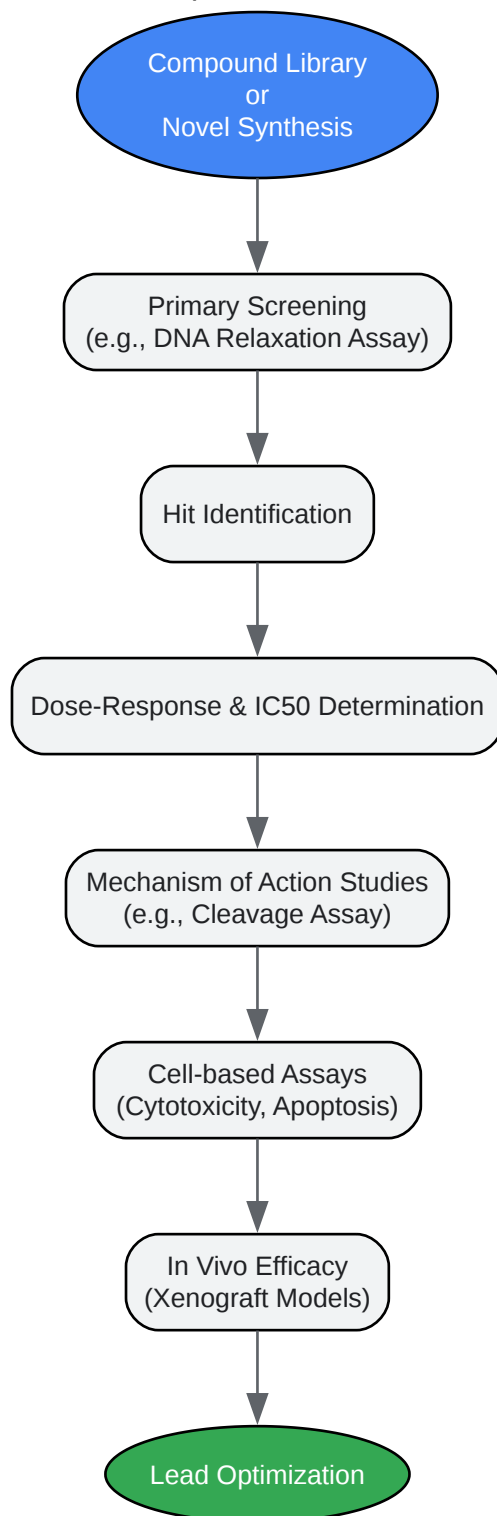 Compound Library
or
Novel Synthesis
Primary Screening
(e.g., DNA Relaxation Assay)
Hit Identification
Dose-Response & IC50 Determination
Mechanism of Action Studies
(e.g., Cleavage Assay)
Cell-based Assays
(Cytotoxicity, Apoptosis)
In Vivo Efficacy
(Xenograft Models)
Lead Optimization